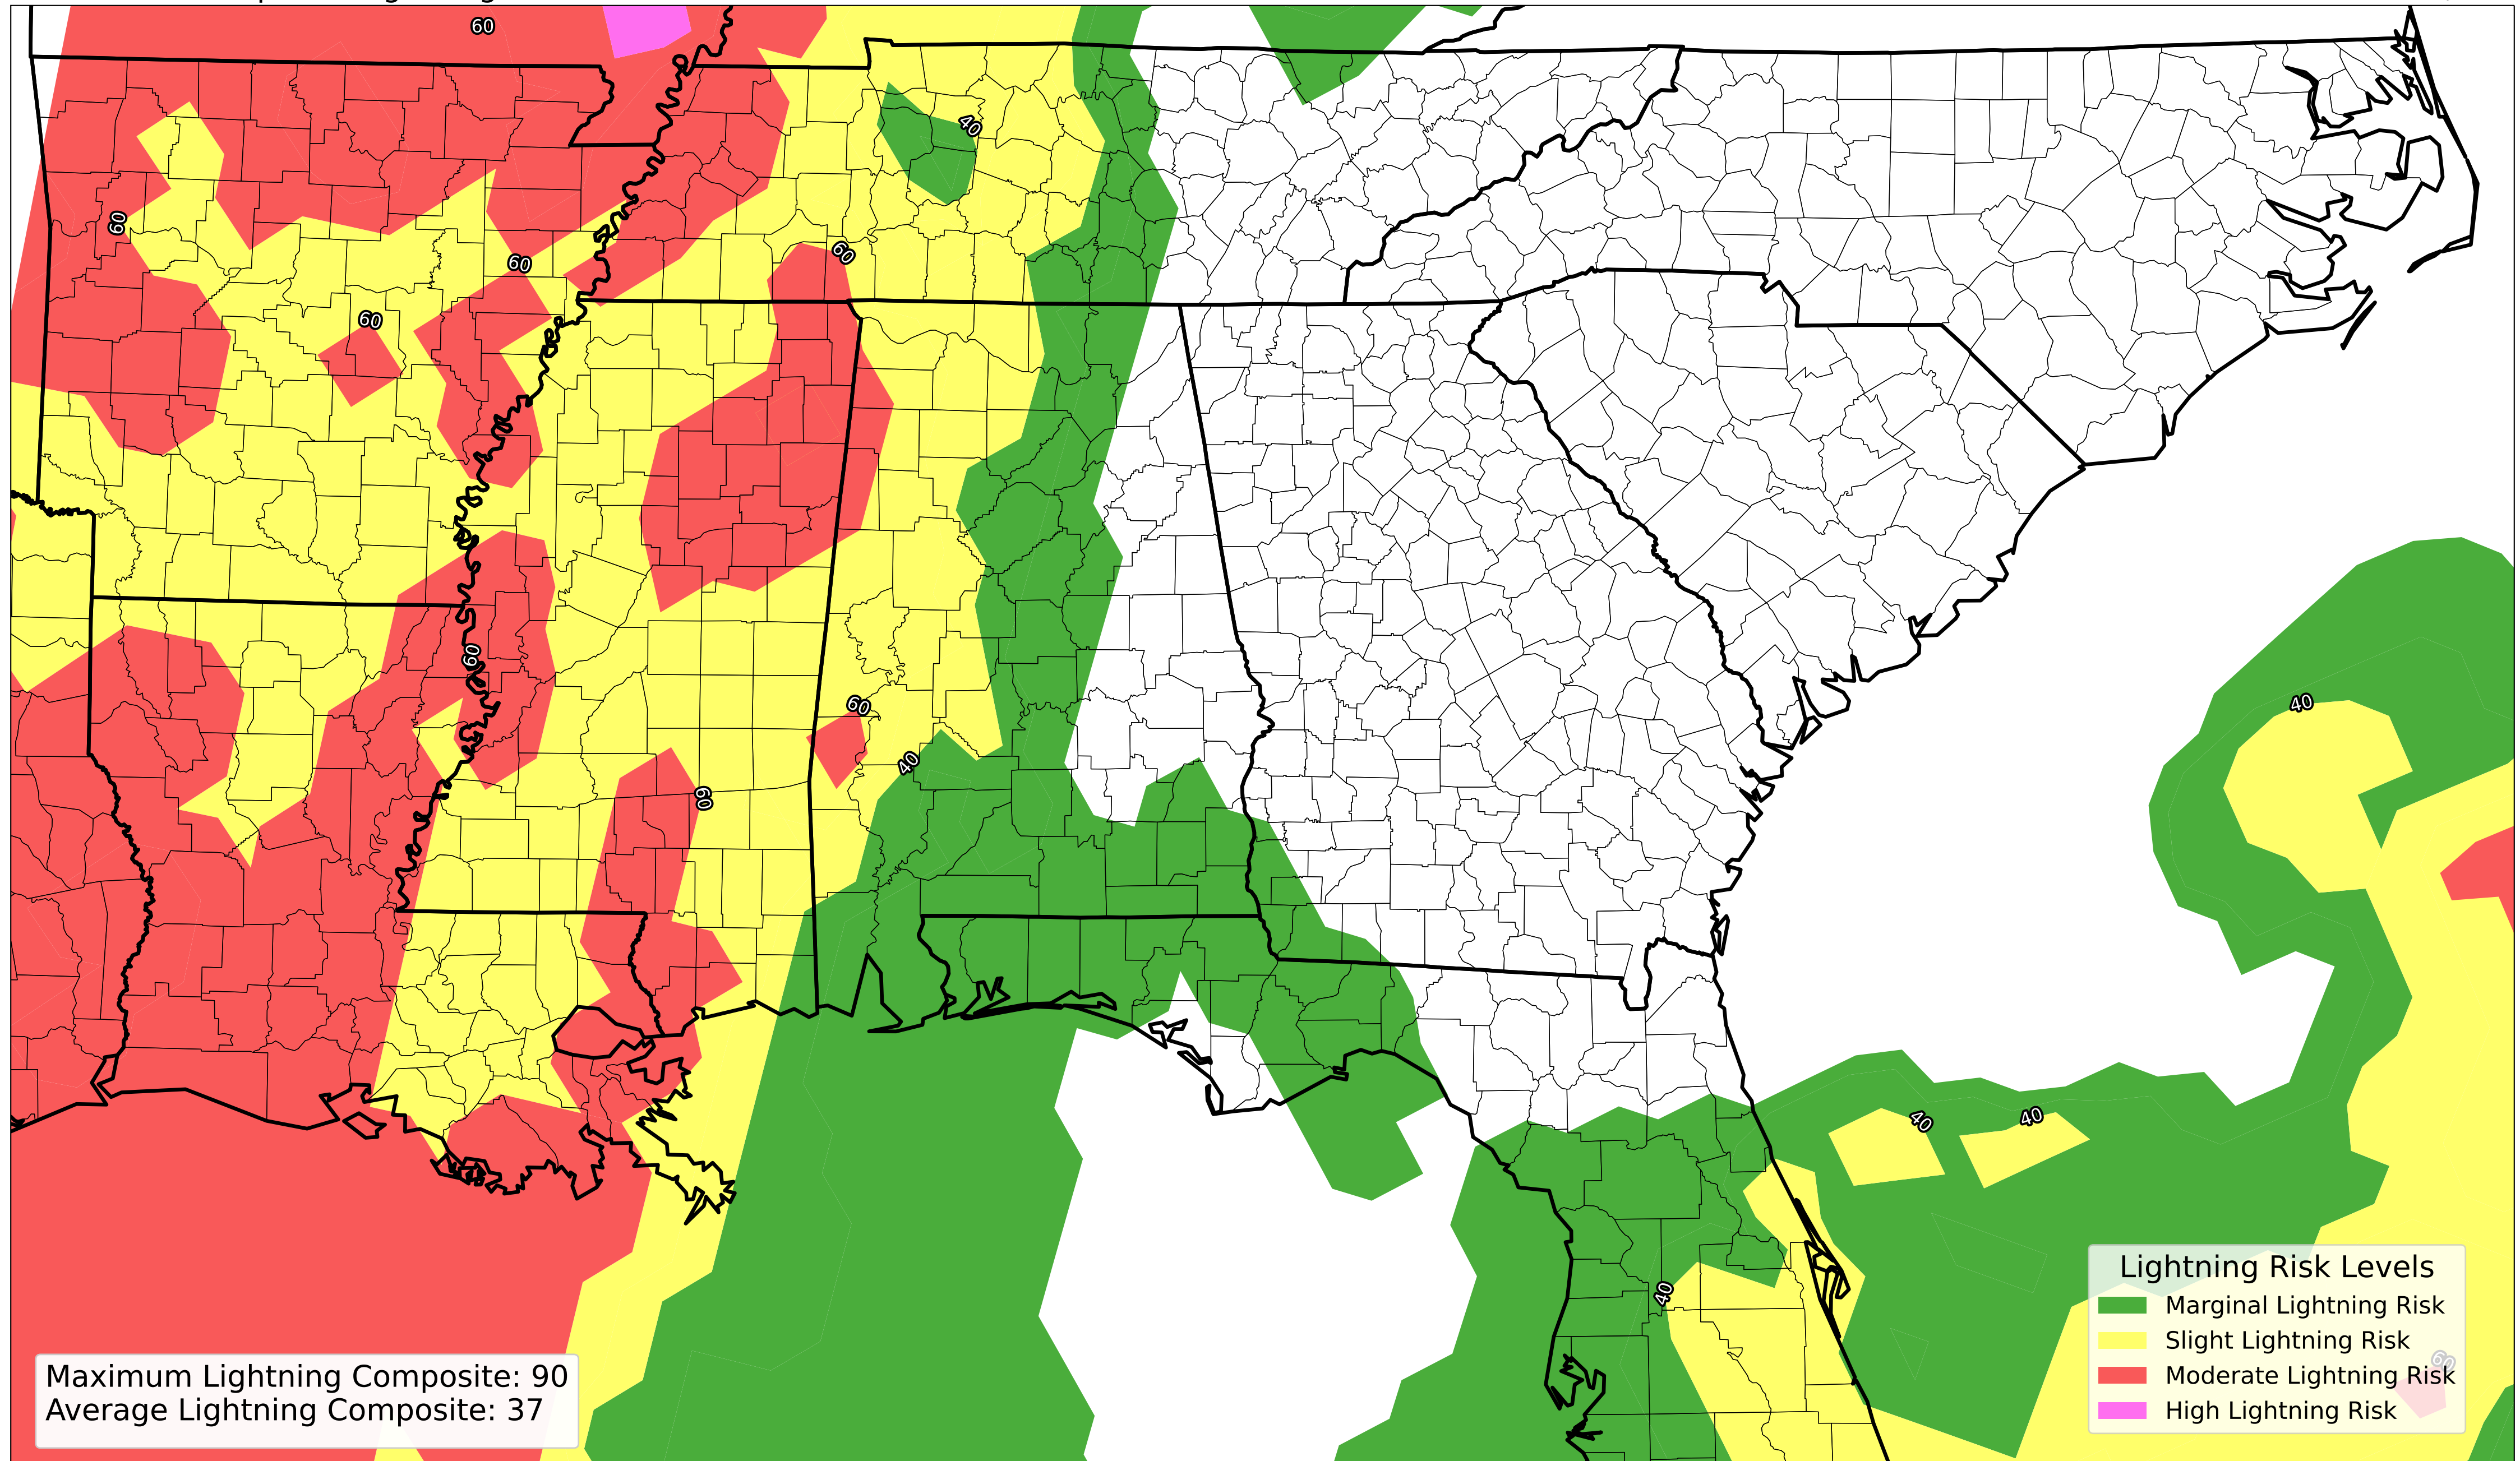 60
40
60
60
60
60
60
40
60
40
60
40
40
40
60
Lightning Risk Levels
Marginal Lightning Risk
Slight Lightning Risk
Moderate Lightning Risk
High Lightning Risk
Maximum Lightning Composite: 90
Average Lightning Composite: 37